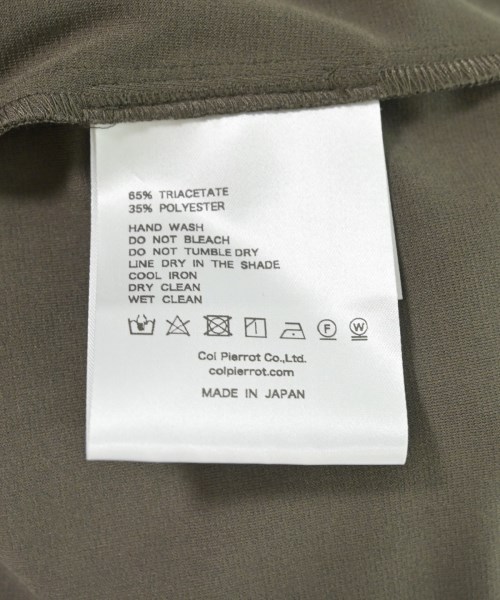 65% TRIACETATE
35% POLYESTER
HAND WASH
DO NOT BLEACH
DO NOT TUMBLE DRY
LINE DRY IN THE SHADE
COOL IRON
DRY CLEAN
WET CLEAN
F W
Col Pierrot Co.,Ltd.
colpierrot.com
MADE IN JAPAN